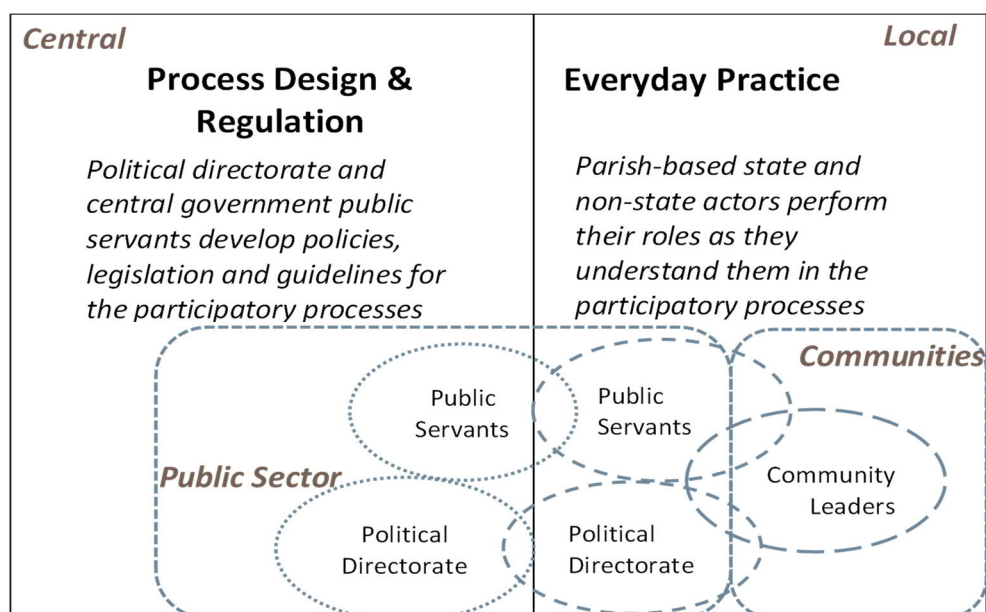 Central
Process Design &
Regulation
Political directorate and
central government public
servants develop policies,
legislation and guidelines for
the participatory processes
Local
Everyday Practice
Parish-based state and
non-state actors perform
their roles as they
understand them in the
participatory processes
Communities
Public
Servants
Public
Servants
Public Sector
Community
Leaders
Political
Directorate
Political
Directorate